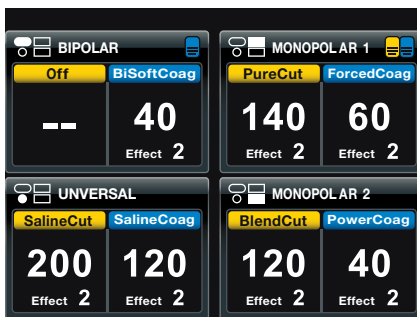 BIPOLAR
Off BiSoftCoag
-- 40
Effect 2
MONOPOLAR 1
PureCut ForcedCoag
140 60
Effect 2 Effect 2
UNVERSAL
SalineCut SalineCoag
200 120
Effect 2 Effect 2
MONOPOLAR 2
BlendCut PowerCoag
120 40
Effect 2 Effect 2